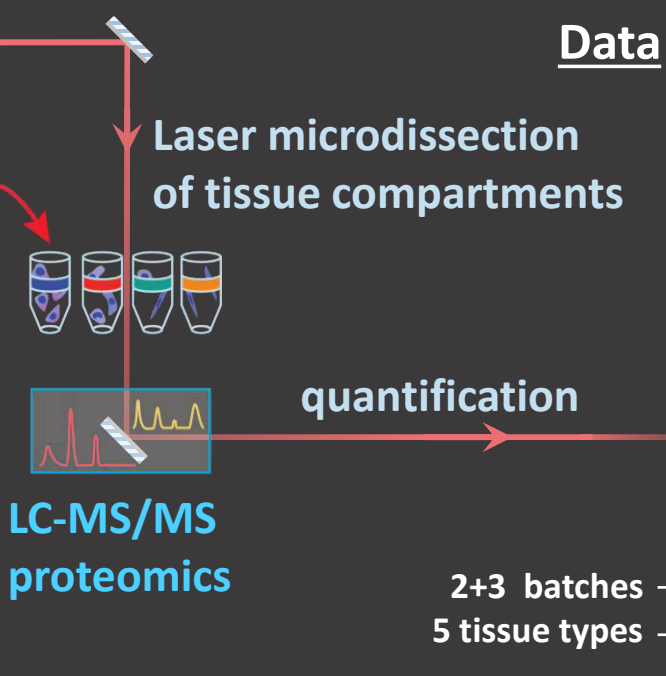 Data
Laser microdissection
of tissue compartments
quantification
LC-MS/MS
proteomics
2+3 batches
5 tissue types